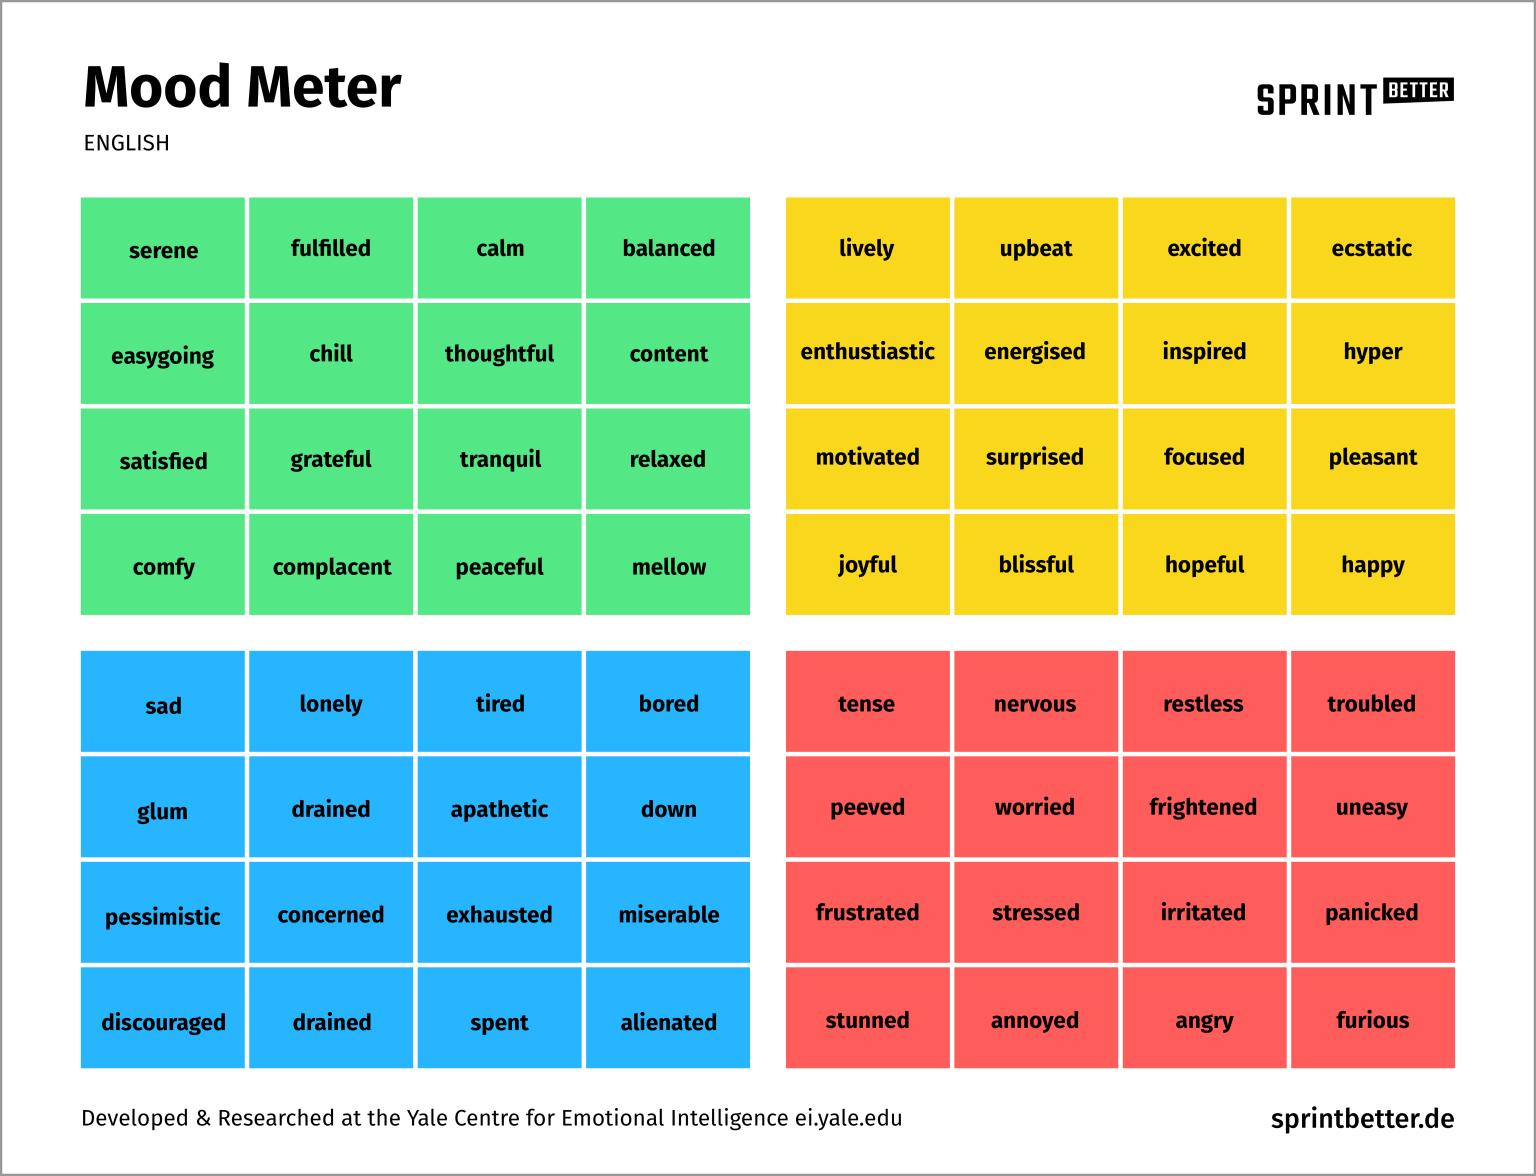 Mood Meter
ENGLISH
SPRINT BETTER
serene fulfilled calm balanced
easygoing chill thoughtful content
satisfied grateful tranquil relaxed
comfy complacent peaceful mellow
lively upbeat excited ecstatic
enthustiastic energised inspired hyper
motivated surprised focused pleasant
joyful blissful hopeful happy
sad lonely tired bored
glum drained apathetic down
pessimistic concerned exhausted miserable
discouraged drained spent alienated
tense nervous restless troubled
peeved worried frightened uneasy
frustrated stressed irritated panicked
stunned annoyed angry furious
Developed & Researched at the Yale Centre for Emotional Intelligence ei.yale.edu
sprintbetter.de